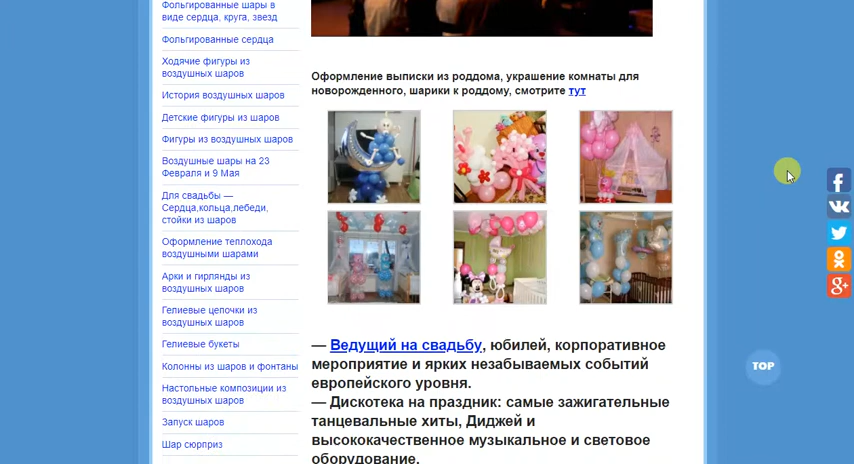 Фольгированные шары в
виде сердца, круга, звезд
Фольгированные сердца
Ходячие фигуры из
воздушных шаров
История воздушных шаров
Детские фигуры из шаров
Фигуры из воздушных шаров
Воздушные шары на 23
Февраля и 9 Мая
Для свадьбы —
Сердца,кольца,лебеди,
стойки из шаров
Оформление теплохода
воздушными шарами
Арки и гирлянды из
воздушных шаров
Гелиевые цепочки из
воздушных шаров
Гелиевые букеты
Колонны из шаров и фонтаны
Настольные композиции из
воздушных шаров
Запуск шаров
Шар сюрприз
Оформление выписки из роддома, украшение комнаты для
новорожденного, шарики к роддому, смотрите тут
— Ведущий на свадьбу, юбилей, корпоративное
мероприятие и ярких незабываемых событий
европейского уровня.
— Дискотека на праздник: самые зажигательные
танцевальные хиты, Диджей и
высококачественное музыкальное и световое
оборудование.
TOP